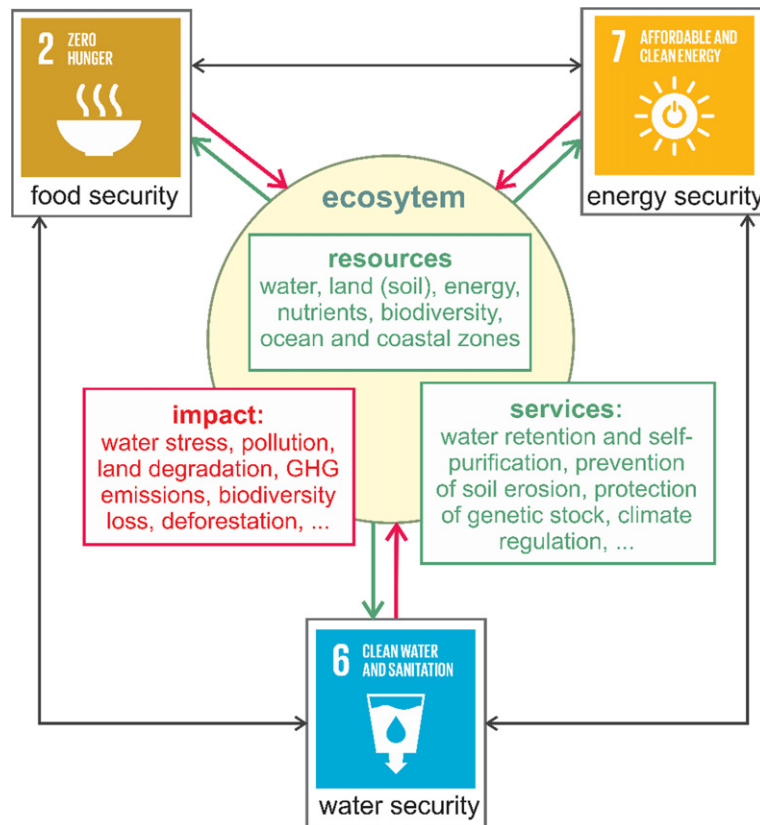 2 ZERO
HUNGER
food security
7 AFFORDABLE AND
CLEAN ENERGY
energy security
ecosytem
resources
water, land (soil), energy,
nutrients, biodiversity,
ocean and coastal zones
impact:
water stress, pollution,
land degradation, GHG
emissions, biodiversity
loss, deforestation, ...
services:
water retention and self-
purification, prevention
of soil erosion, protection
of genetic stock, climate
regulation, ...
6 CLEAN WATER
AND SANITATION
water security